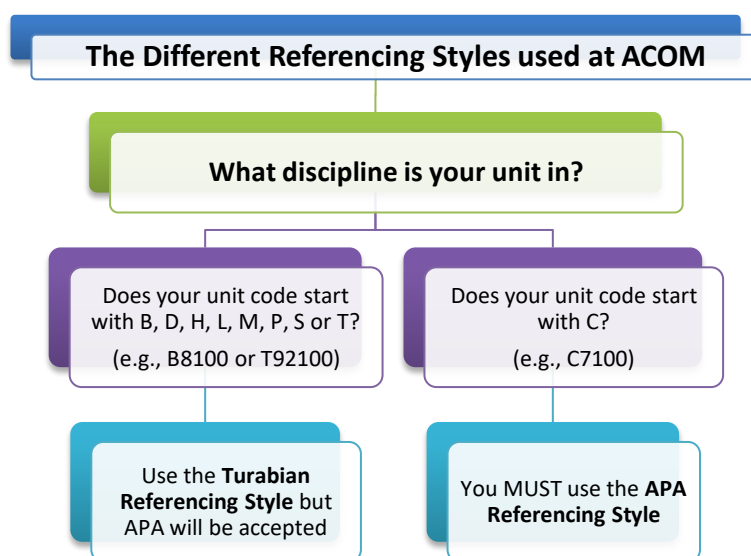 The Different Referencing Styles used at ACOM
What discipline is your unit in?
Does your unit code start
with B, D, H, L, M, P, S or T?
(e.g., B8100 or T92100)
Does your unit code start
with C?
(e.g., C7100)
Use the Turabian
Referencing Style but
APA will be accepted
You MUST use the APA
Referencing Style